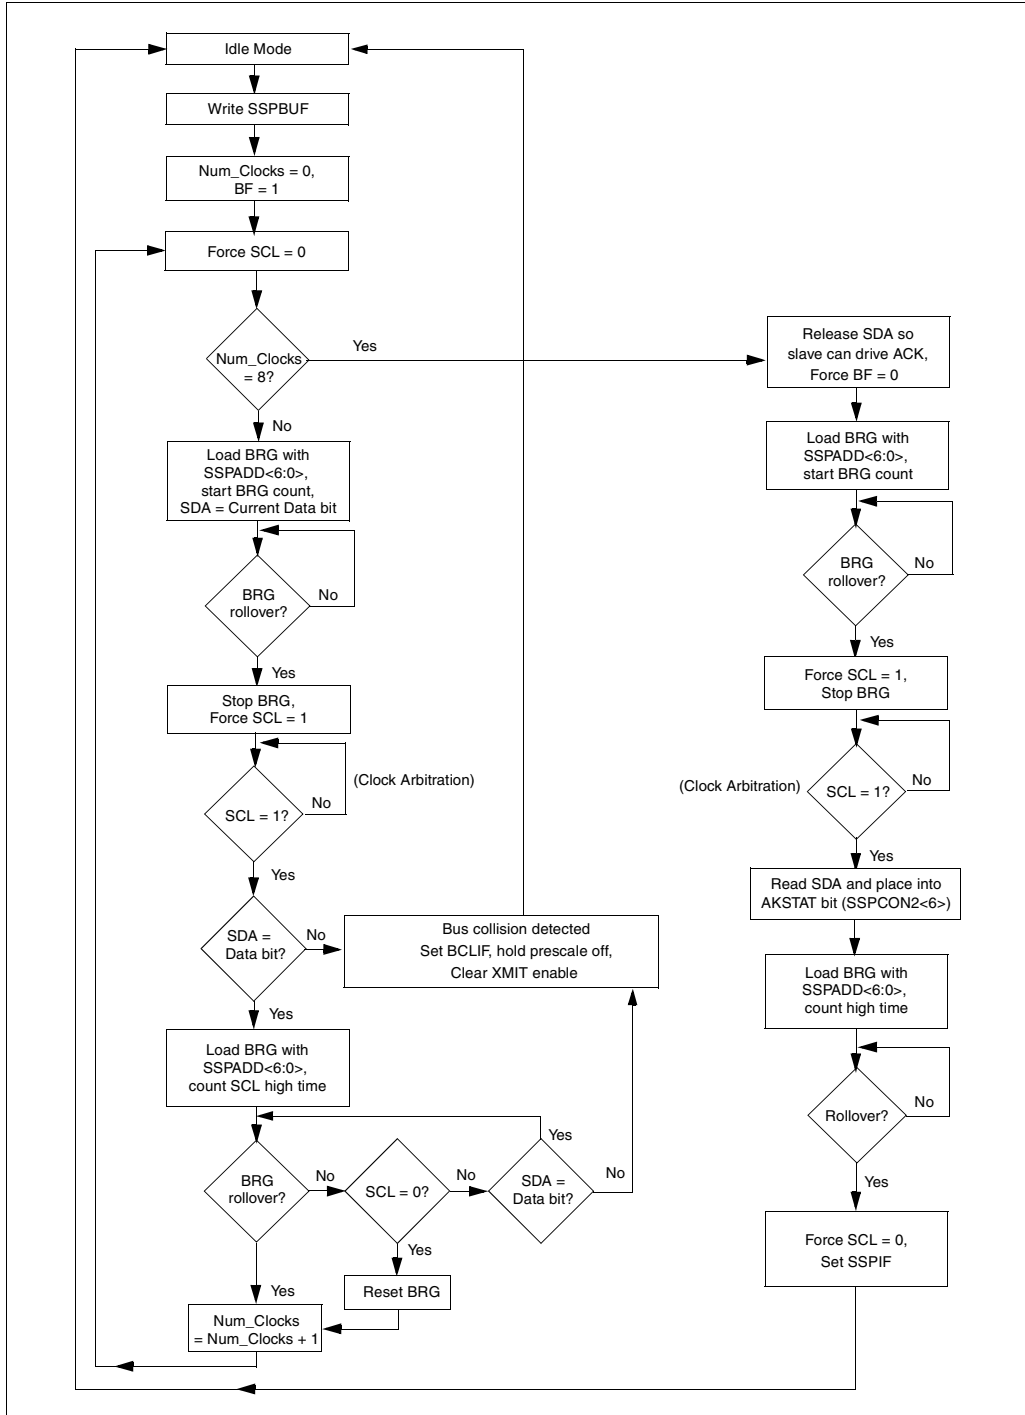 Idle Mode
Write SSPBUF
Num_Clocks = 0,
BF = 1
Force SCL = 0
Num_Clocks
= 8?
Yes
No
Load BRG with
SSPADD<6:0>,
start BRG count,
SDA = Current Data bit
BRG
rollover?
No
Yes
Stop BRG,
Force SCL = 1
(Clock Arbitration)
SCL = 1?
No
Yes
SDA =
Data bit?
No
Bus collision detected
Set BCLIF, hold prescale off,
Clear XMIT enable
Yes
Load BRG with
SSPADD<6:0>,
count SCL high time
BRG
rollover?
No
SCL = 0?
No
SDA =
Data bit?
Yes
No
Yes
Reset BRG
Yes
Num_Clocks
= Num_Clocks + 1
Release SDA so
slave can drive ACK,
Force BF = 0
Load BRG with
SSPADD<6:0>,
start BRG count
BRG
rollover?
No
Yes
Force SCL = 1,
Stop BRG
(Clock Arbitration)
SCL = 1?
No
Yes
Read SDA and place into
AKSTAT bit (SSPCON2<6>)
Load BRG with
SSPADD<6:0>,
count high time
Rollover?
No
Yes
Force SCL = 0,
Set SSPIF